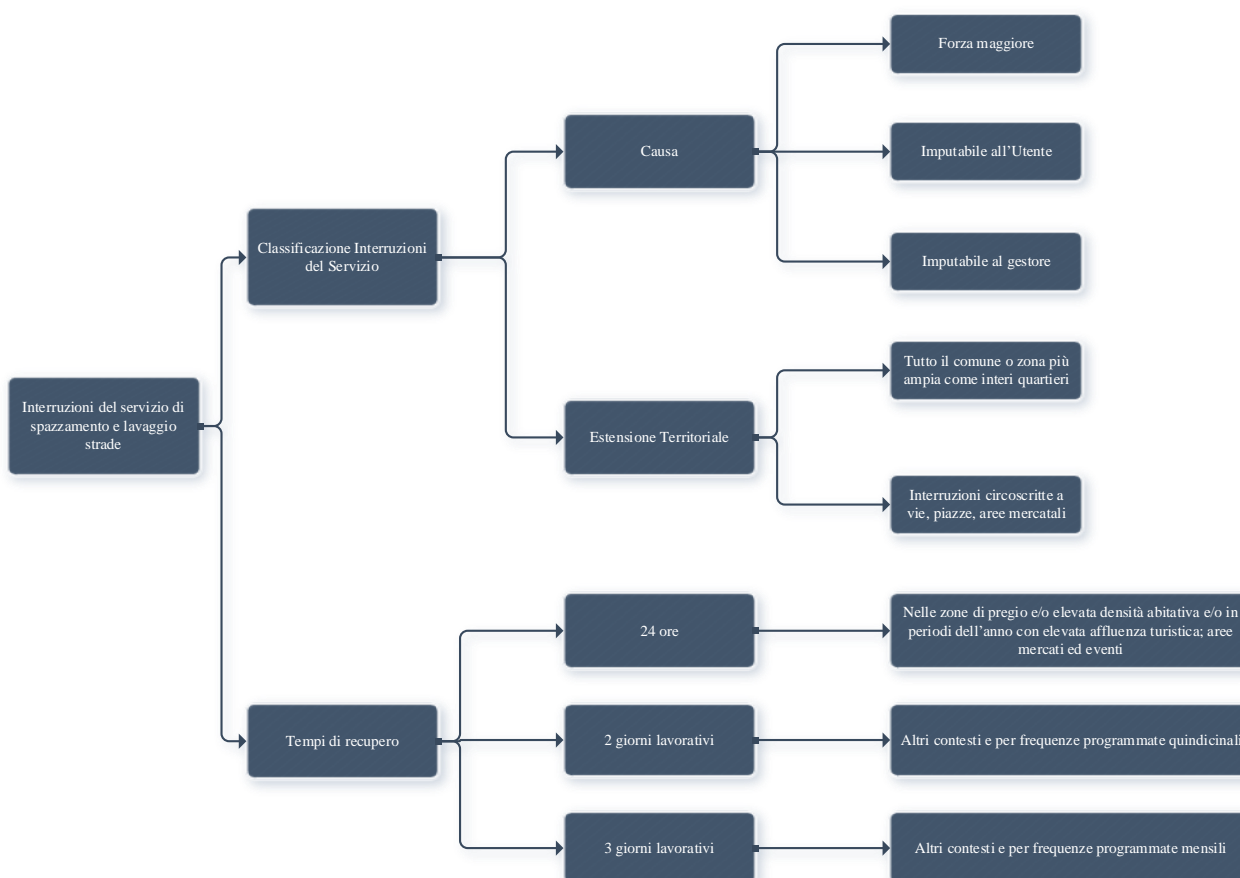 Forza maggiore
Causa
Imputabile all’Utente
Classificazione Interruzioni
del Servizio
Imputabile al gestore
Tutto il comune o zona più
ampia come interi quartieri
Interruzioni del servizio di
spazzamento e lavaggio
strade
Estensione Territoriale
Interruzioni circoscritte a
vie, piazze, aree mercatali
24 ore
Nelle zone di pregio e/o elevata densità abitativa e/o in
periodi dell’anno con elevata affluenza turistica; aree
mercati ed eventi
Tempi di recupero
2 giorni lavorativi
Altri contesti e per frequenze programmate quindicinali
3 giorni lavorativi
Altri contesti e per frequenze programmate mensili